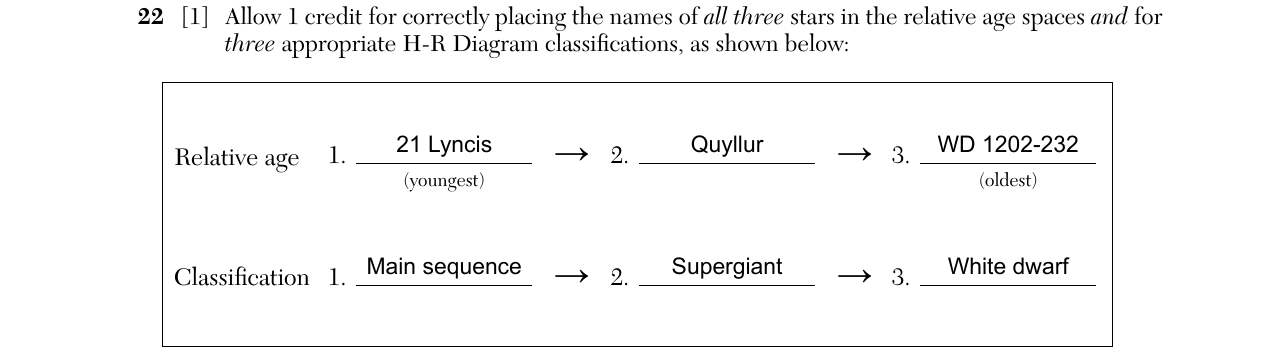 22 [1] Allow 1 credit for correctly placing the names of all three stars in the relative age spaces and for
three appropriate H-R Diagram classifications, as shown below:
Relative age 1. 21 Lyncis → 2. Quyllur → 3. WD 1202-232
(youngest) (oldest)
Classification 1. Main sequence → 2. Supergiant → 3. White dwarf